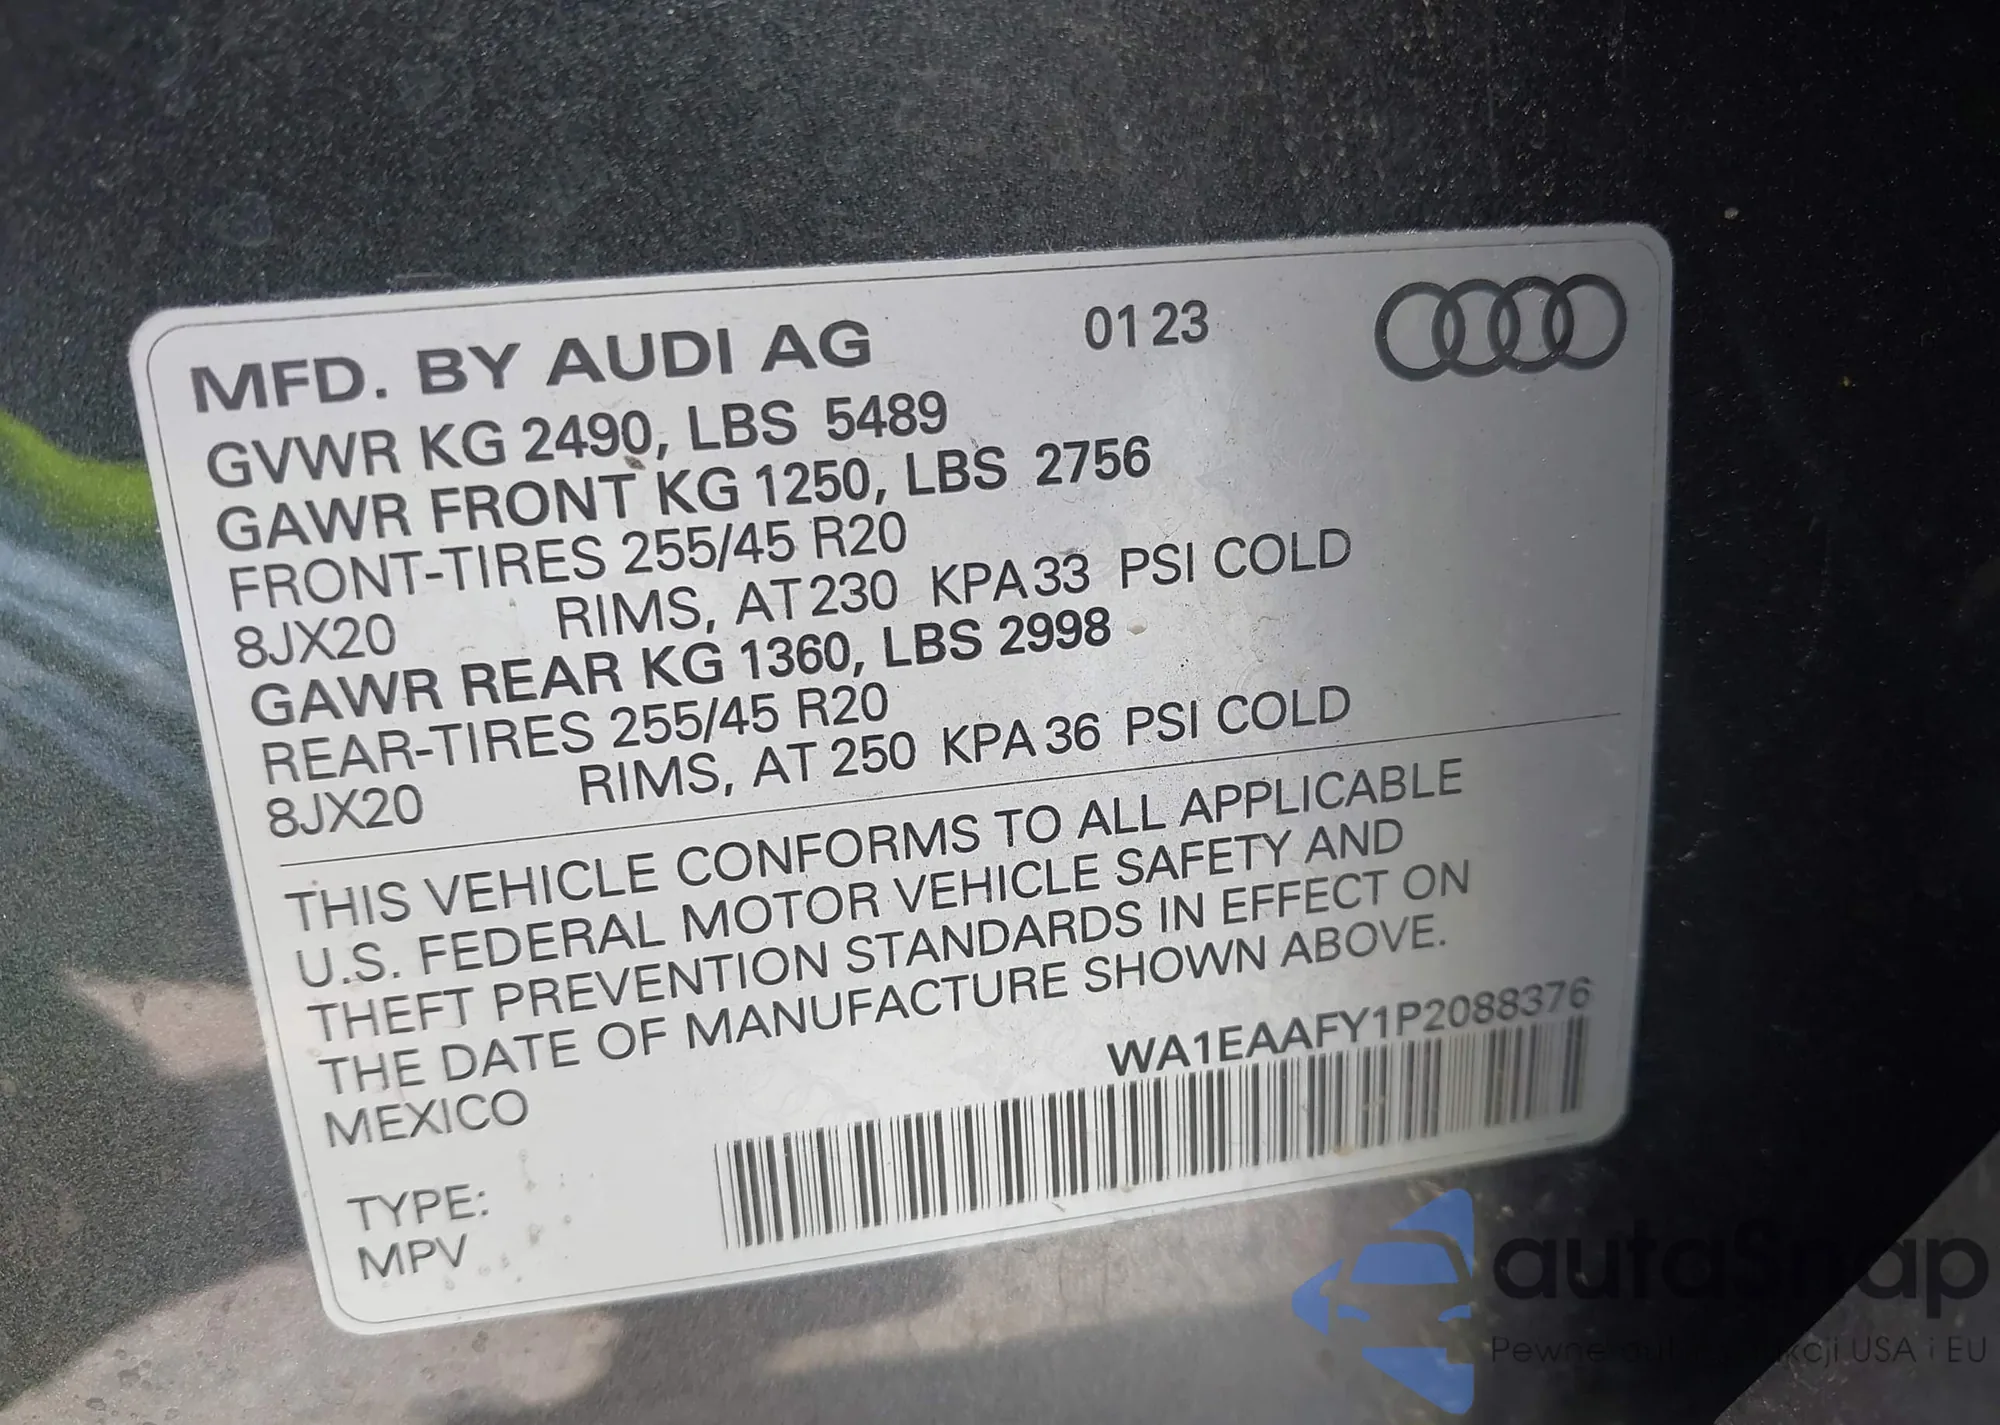 MFD. BY AUDI AG 01 23
GVWR KG 2490, LBS 5489
GAWR FRONT KG 1250, LBS 2756
FRONT-TIRES 255/45 R20
8JX20 RIMS, AT 230 KPA 33 PSI COLD
GAWR REAR KG 1360, LBS 2998
REAR-TIRES 255/45 R20
8JX20 RIMS, AT 250 KPA 36 PSI COLD
THIS VEHICLE CONFORMS TO ALL APPLICABLE
U.S. FEDERAL MOTOR VEHICLE SAFETY AND
THEFT PREVENTION STANDARDS IN EFFECT ON
THE DATE OF MANUFACTURE SHOWN ABOVE.
MEXICO WA1EAAFY1P2088376
TYPE:
MPV
autaSnap
Pewne USA i EU